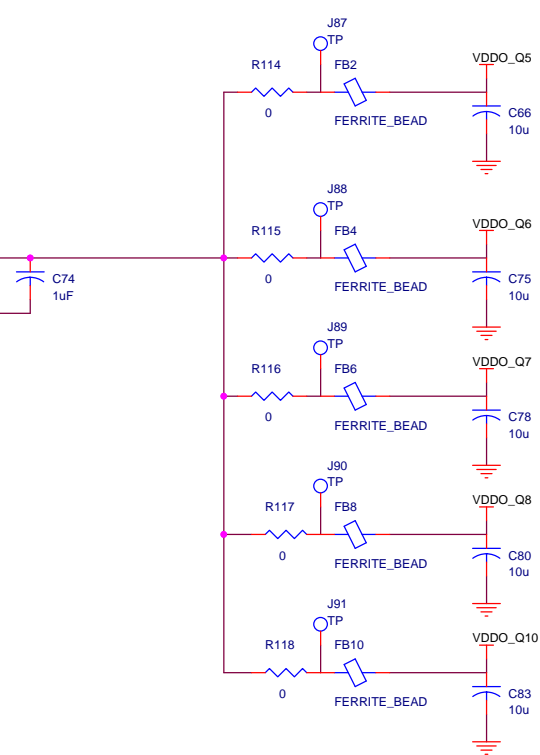 J87
TP
R114
FB2
VDDO_Q5
0
FERRITE_BEAD
C66
10u
J88
TP
R115
FB4
VDDO_Q6
0
FERRITE_BEAD
C74
1uF
C75
10u
J89
TP
R116
FB6
VDDO_Q7
0
FERRITE_BEAD
C78
10u
J90
TP
R117
FB8
VDDO_Q8
0
FERRITE_BEAD
C80
10u
J91
TP
R118
FB10
VDDO_Q10
0
FERRITE_BEAD
C83
10u